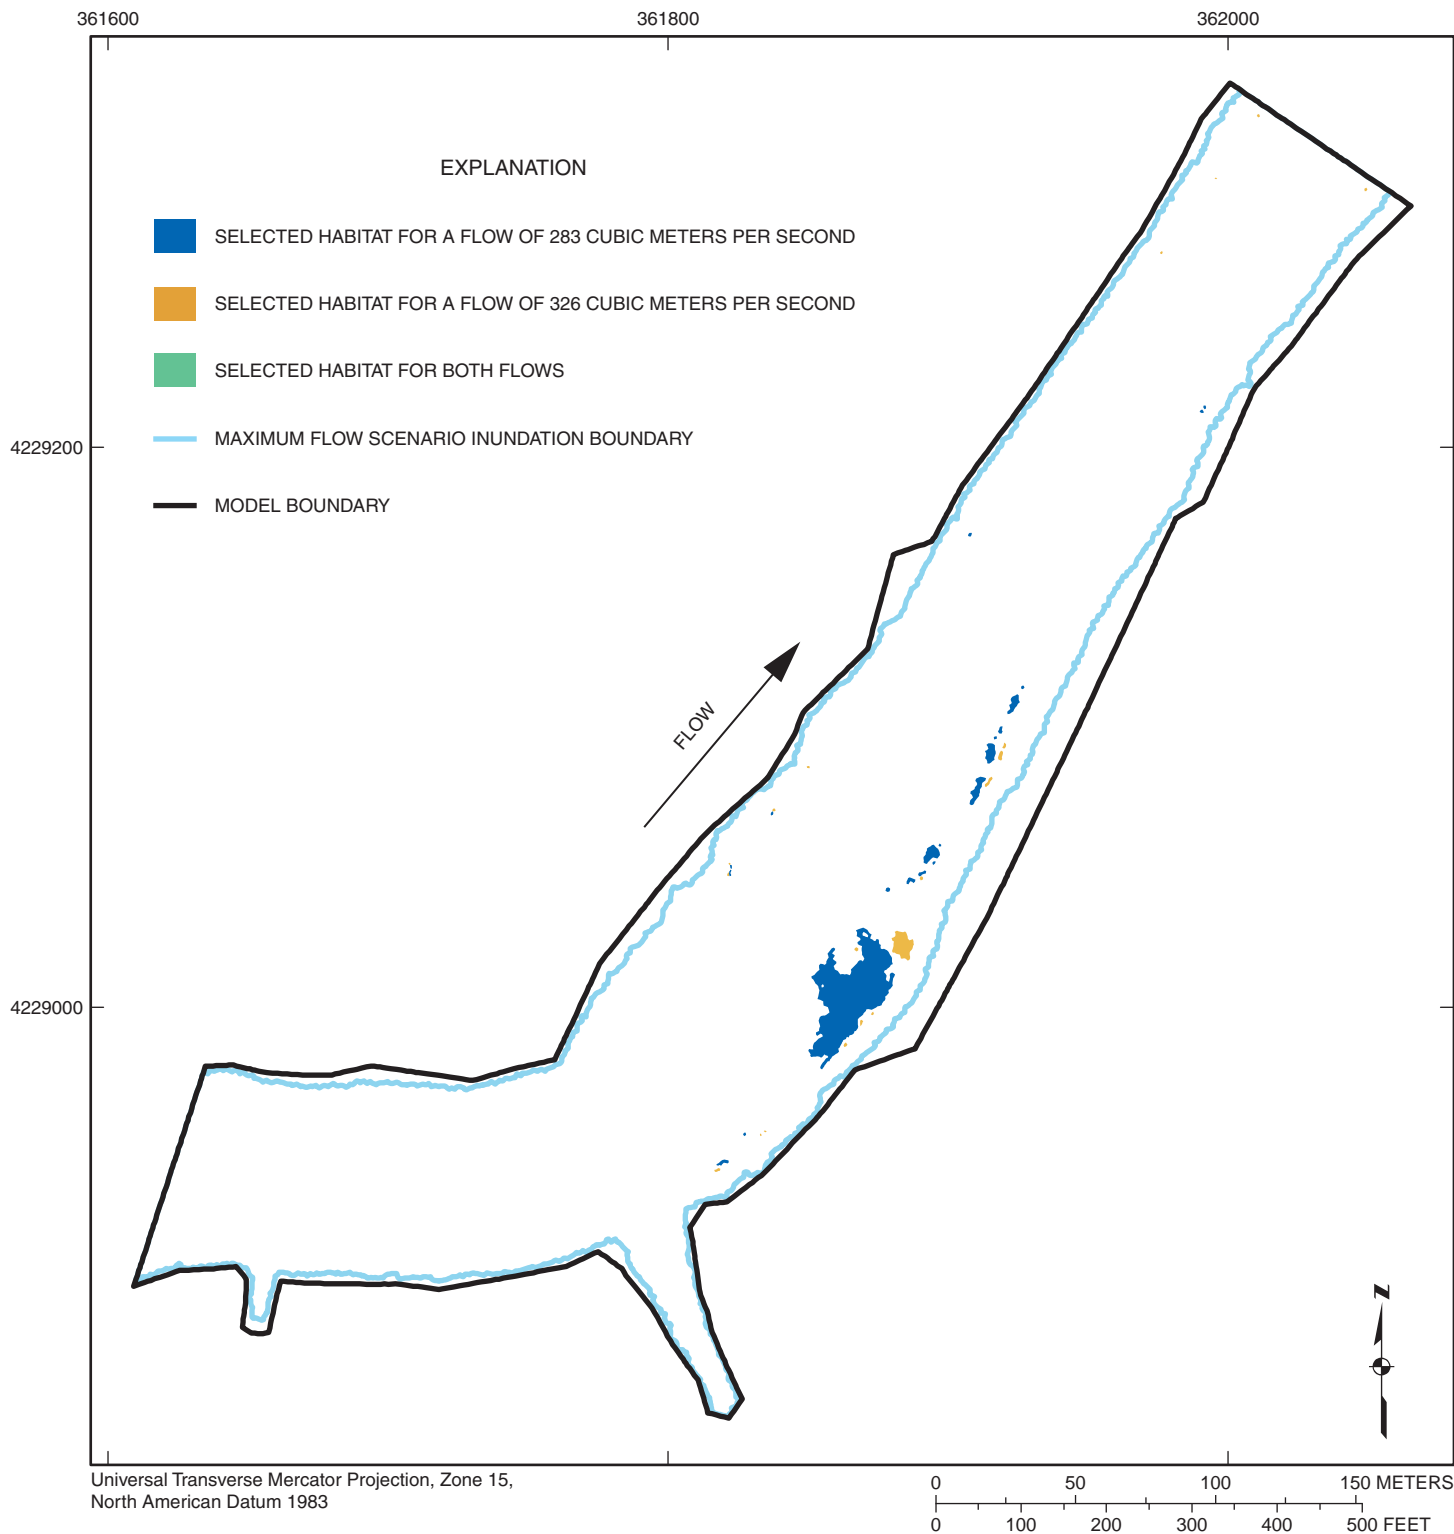 361600 361800 362000
EXPLANATION
SELECTED HABITAT FOR A FLOW OF 283 CUBIC METERS PER SECOND
SELECTED HABITAT FOR A FLOW OF 326 CUBIC METERS PER SECOND
SELECTED HABITAT FOR BOTH FLOWS
MAXIMUM FLOW SCENARIO INUNDATION BOUNDARY
4229200
MODEL BOUNDARY
FLOW
4229000
N
Universal Transverse Mercator Projection, Zone 15,
North American Datum 1983
0 50 100 150 METERS
0 100 200 300 400 500 FEET